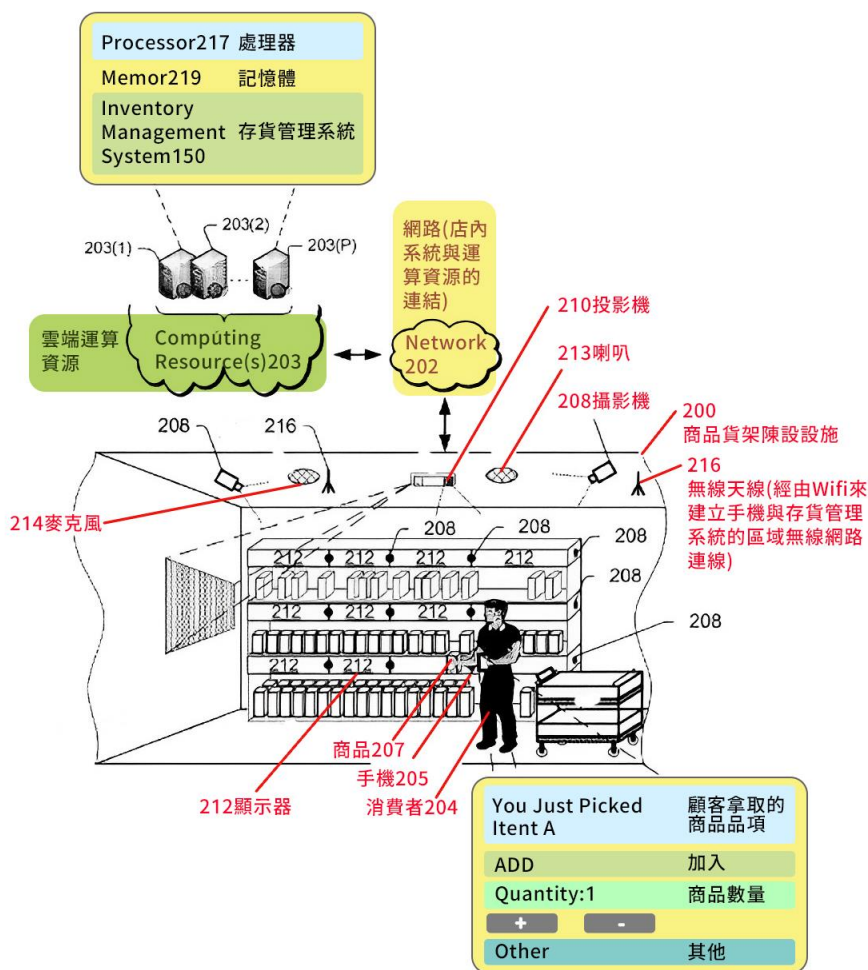 Processor217 處理器
Memor219 記憶體
Inventory
Management 存貨管理系統
System150
203(1)
203(2)
203(P)
雲端運算
資源
Computing
Resource(s)203
網路(店內
系統與運
算資源的
連結)
Network
202
210投影機
213喇叭
208攝影機
200
商品貨架陳設設施
216
無線天線(經由Wifi來
建立手機與存貨管理
系統的區域無線網路
連線)
208
216
214麥克風
208
208
208
212
212
212
212
208
212
212
212
208
212
212
商品207
手機205
消費者204
212顯示器
You Just Picked
Itent A
顧客拿取的
商品品項
ADD 加入
Quantity:1 商品數量
+ -
Other 其他